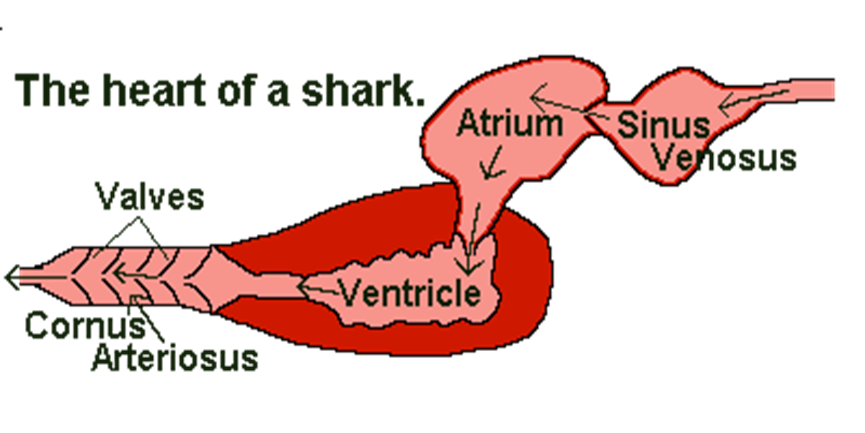 The heart of a shark.
Atrium
Sinus
Venosus
Valves
Ventricle
Cornus
Arteriosus